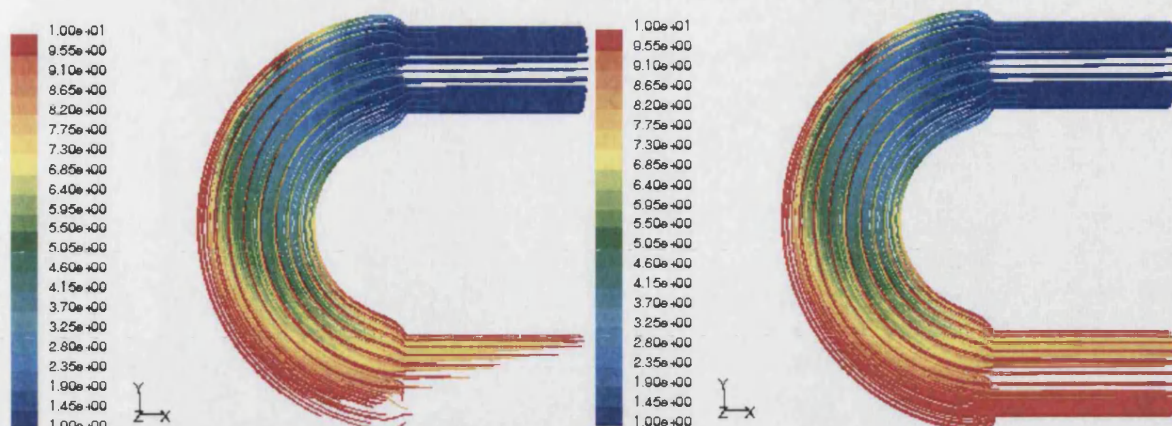 1.00e+01
9.55e+00
9.10e+00
8.65e+00
8.20e+00
7.75e+00
7.30e+00
6.85e+00
6.40e+00
5.95e+00
5.50e+00
5.05e+00
4.60e+00
4.15e+00
3.70e+00
3.25e+00
2.80e+00
2.35e+00
1.90e+00
1.45e+00
1.00e+00
Y
Z X
1.00e+01
9.55e+00
9.10e+00
8.65e+00
8.20e+00
7.75e+00
7.30e+00
6.85e+00
6.40e+00
5.95e+00
5.50e+00
5.05e+00
4.60e+00
4.15e+00
3.70e+00
3.25e+00
2.80e+00
2.35e+00
1.90e+00
1.45e+00
1.00e+00
Y
Z X